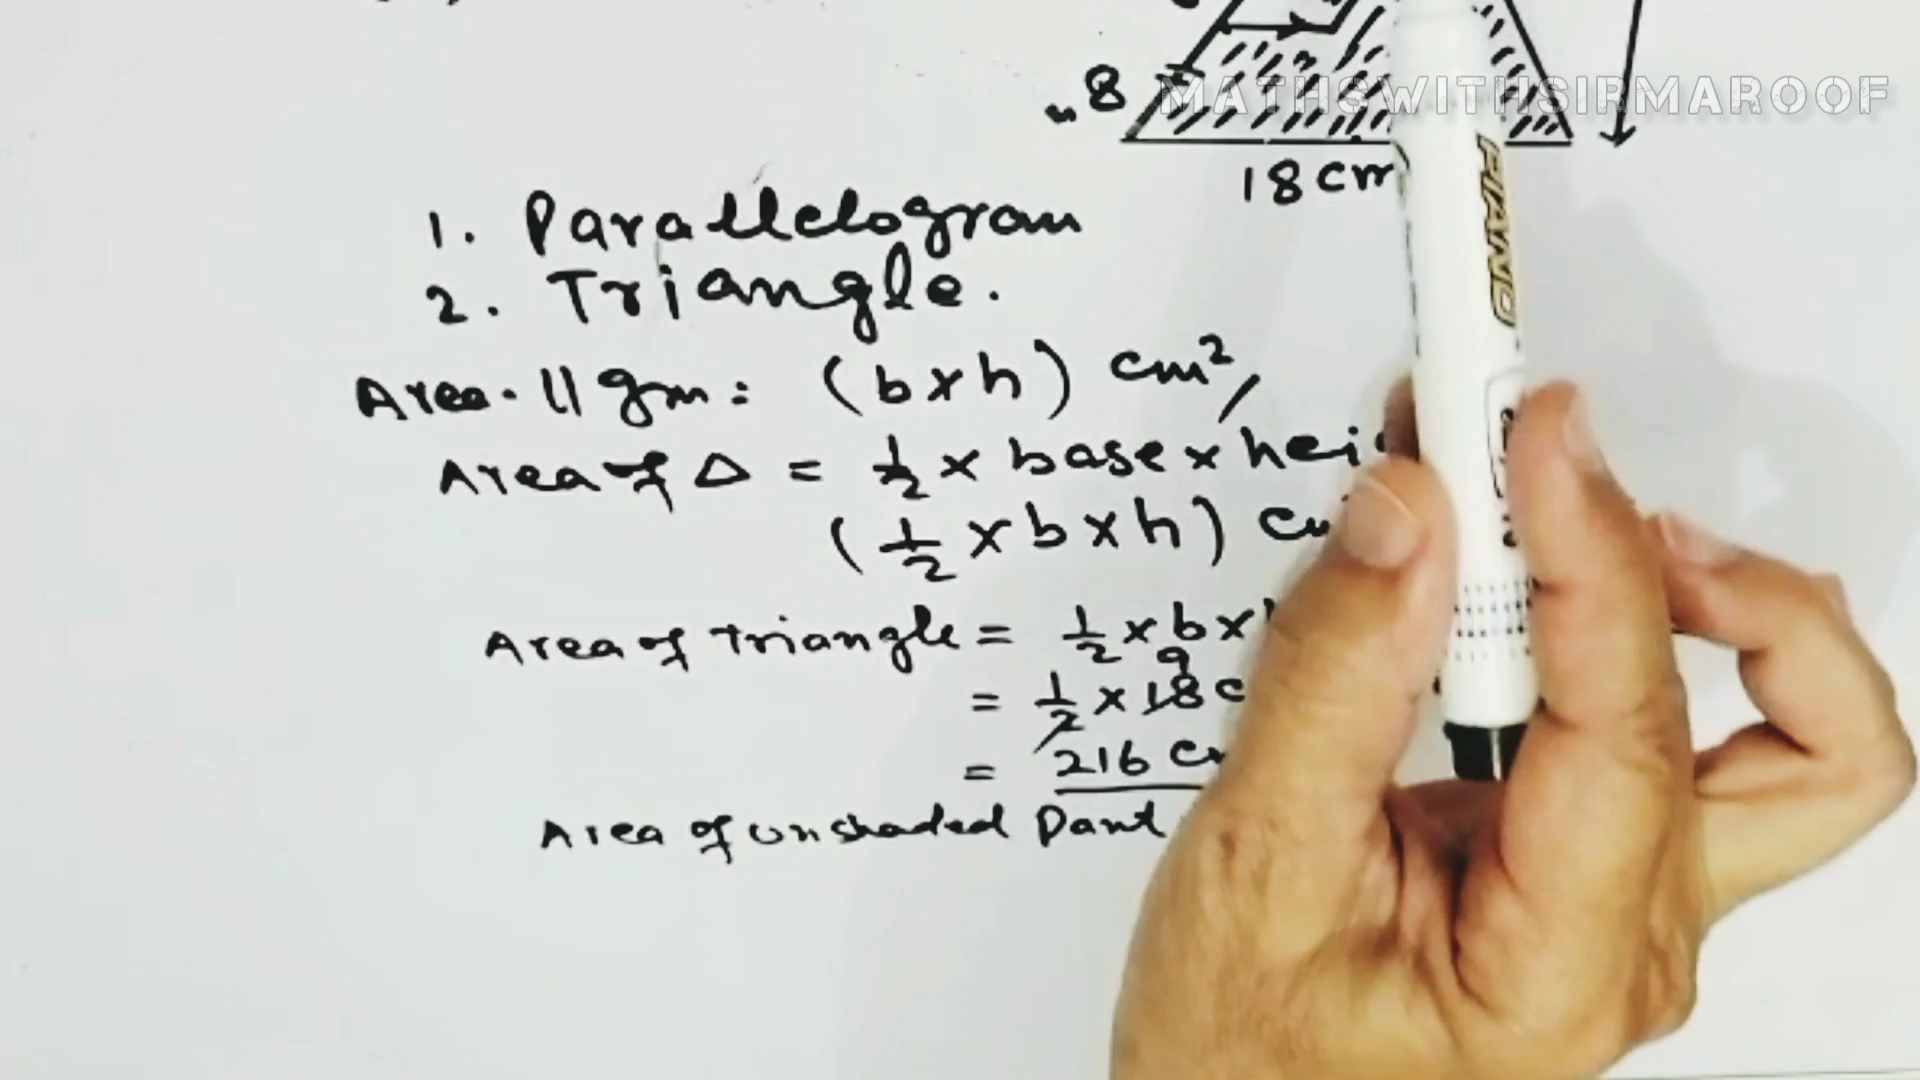 MATHSWITHSIRMAROOF
"8
18 cm
PIANO
1. Parallelogram
2. Triangle.
Area. || gm = (b x h) cm²,
Area of Δ = 1/2 x base x hei
(1/2 x b x h)
Area of Triangle = 1/2 x b x
9
= 1/2 x 18 c
= 216
Area of unshaded Part